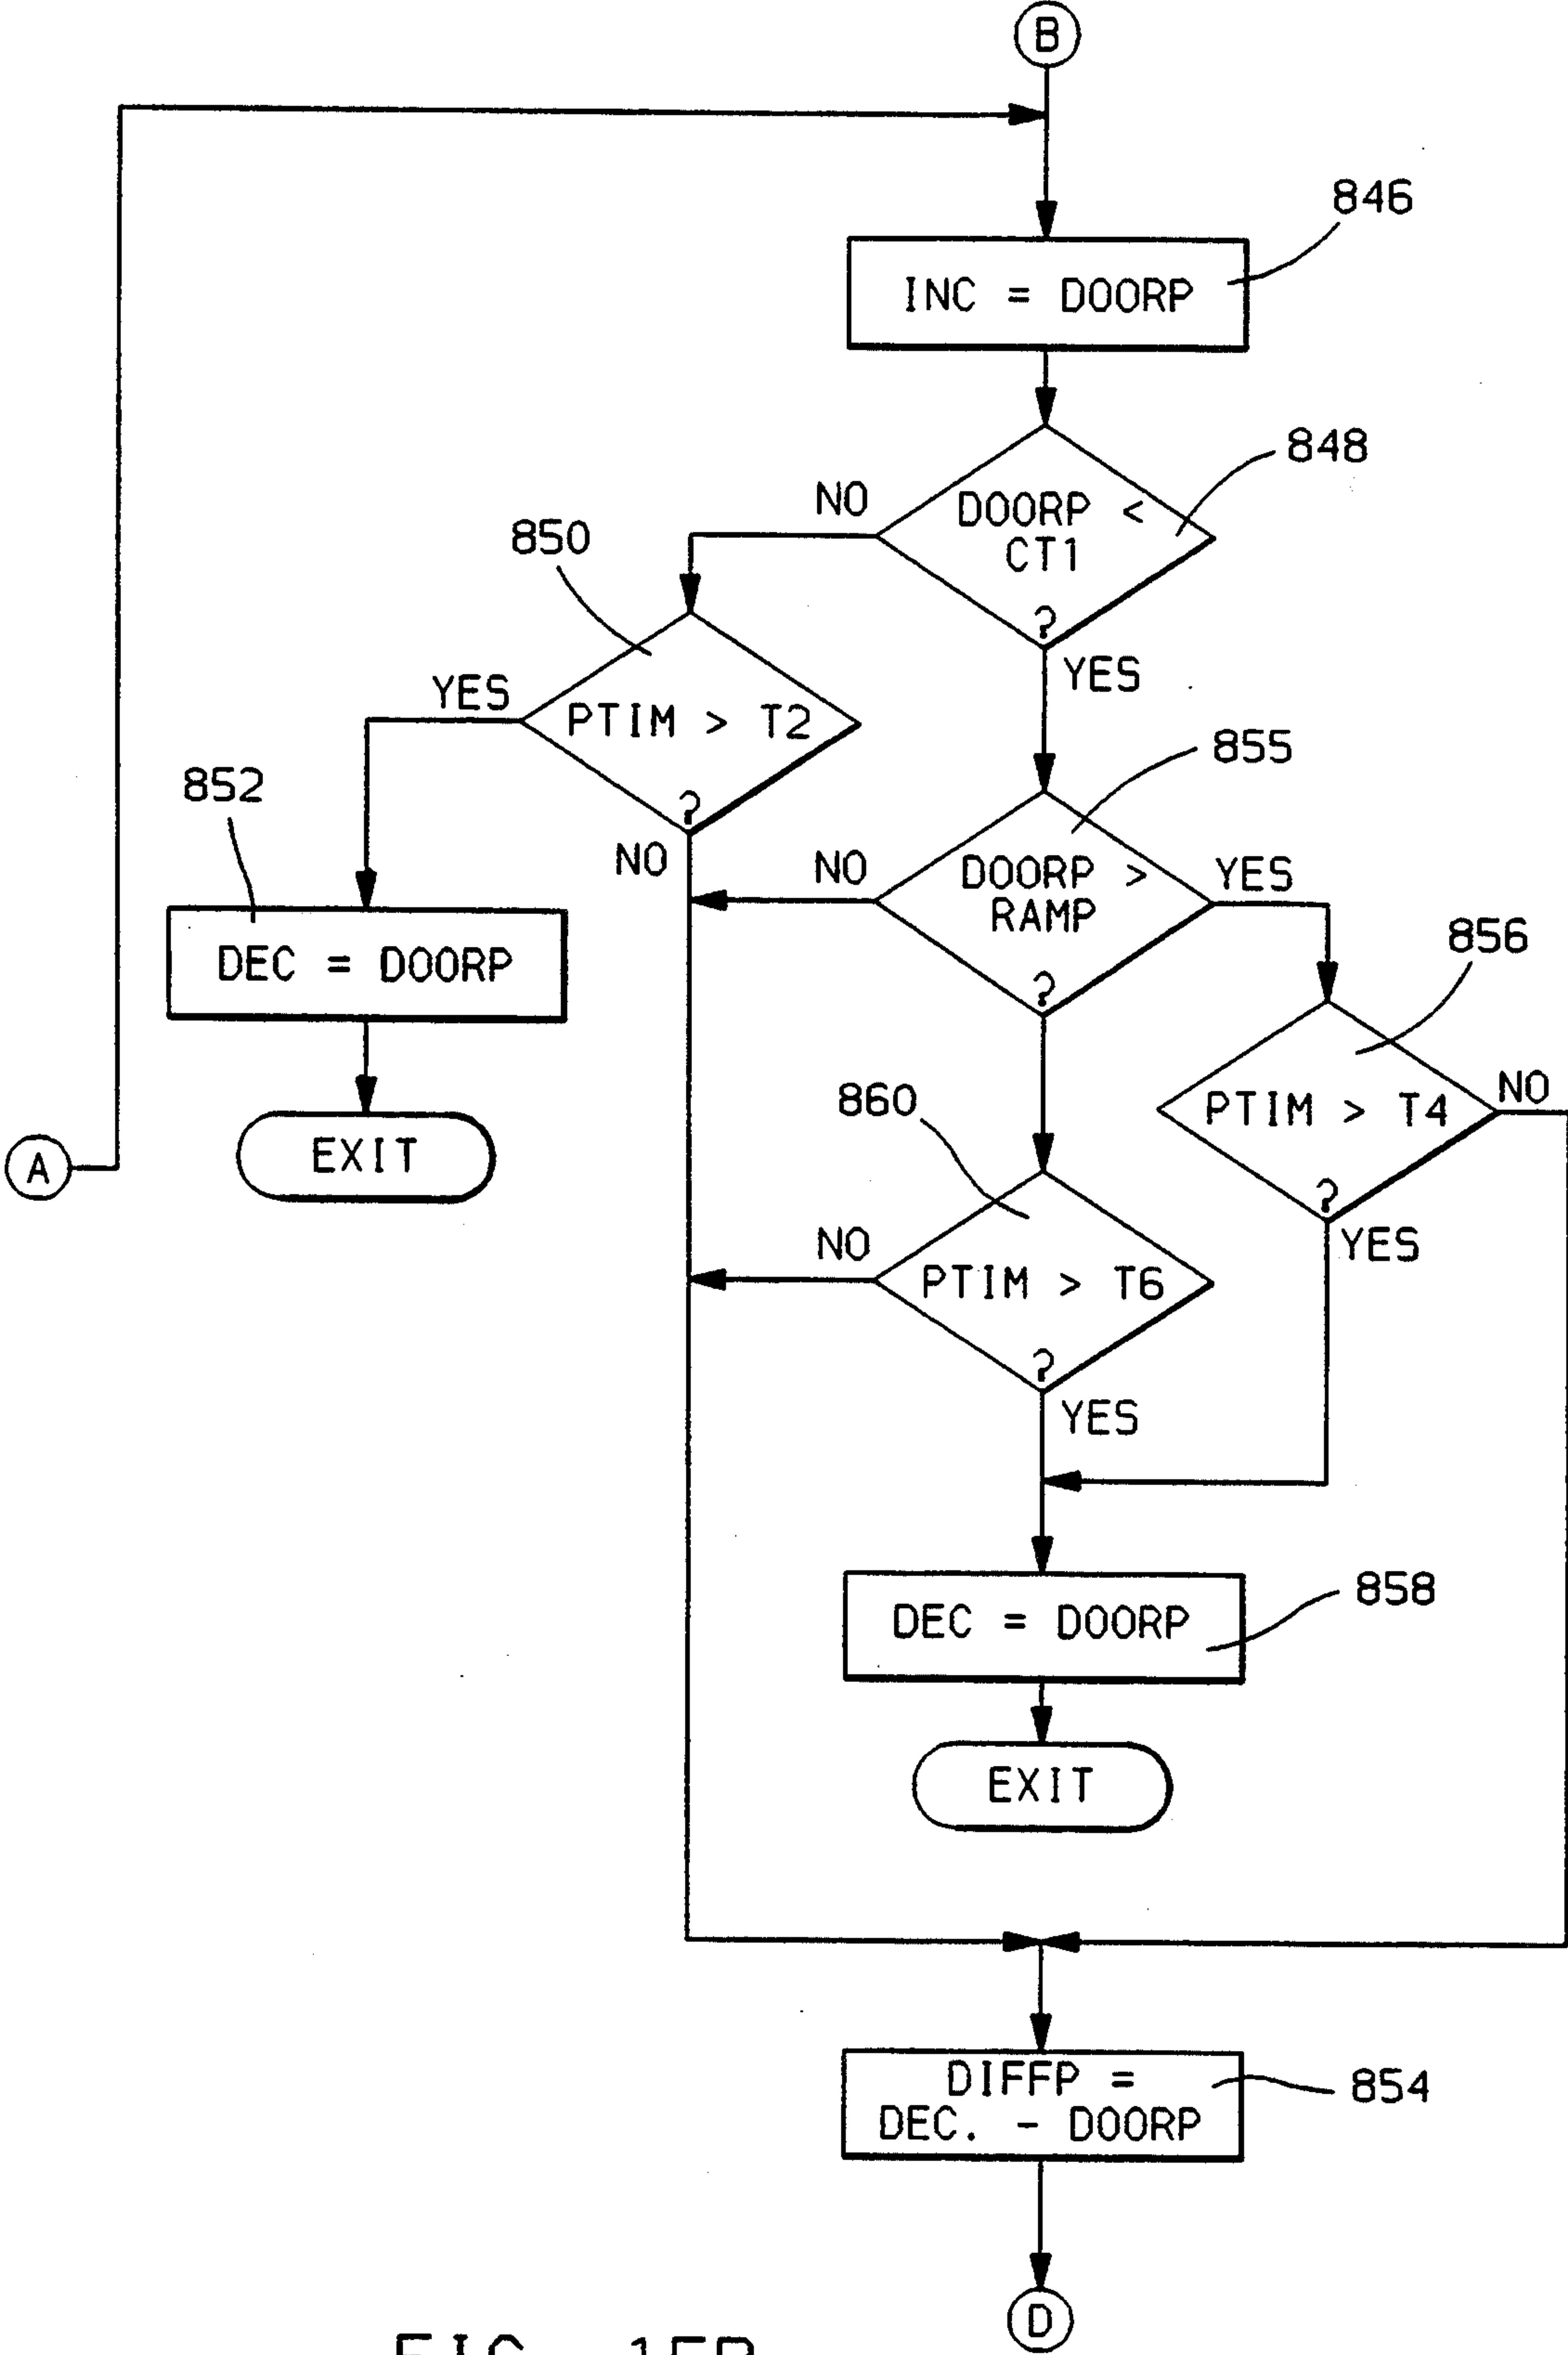 B
846
INC = DOORP
848
NO
DOORP <
CT1
?
YES
850
YES
PTIM > T2
?
NO
855
852
NO
DOORP >
RAMP
?
YES
DEC = DOORP
856
EXIT
A
860
PTIM > T4
NO
?
YES
NO
PTIM > T6
?
YES
858
DEC = DOORP
EXIT
DIFFP =
DEC. - DOORP
854
D